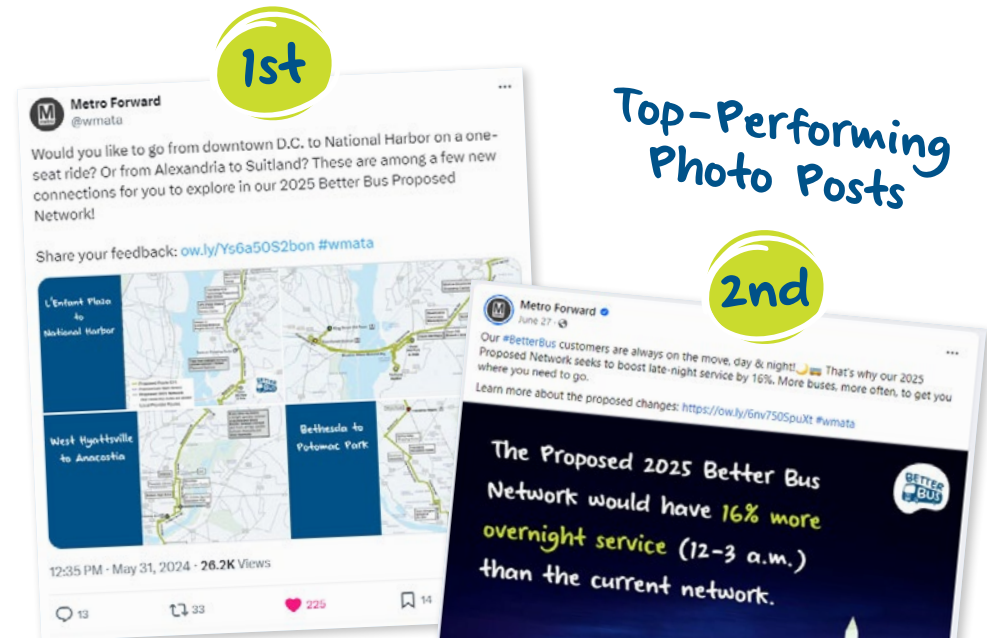 1st
Top-Performing
Photo Posts
Metro Forward
@wmata
Would you like to go from downtown D.C. to National Harbor on a one-
seat ride? Or from Alexandria to Suitland? These are among a few new
connections for you to explore in our 2025 Better Bus Proposed
Network!
Share your feedback: ow.ly/Ys6a50S2bon #wmata
L'Enfant Plaza
to
National Harbor
West Hyattsville
to Anacostia
Bethesda to
Potomac Park
12:35 PM · May 31, 2024 · 26.2K Views
13 33 225 14
2nd
Metro Forward
June 27 ·
Our #BetterBus customers are always on the move, day & night!🌙🚍 That's why our 2025
Proposed Network seeks to boost late-night service by 16%. More buses, more often, to get you
where you need to go.
Learn more about the proposed changes: https://ow.ly/6nv750SpuXt #wmata
The Proposed 2025 Better Bus
Network would have 16% more
overnight service (12-3 a.m.)
than the current network.
BETTER
BUS